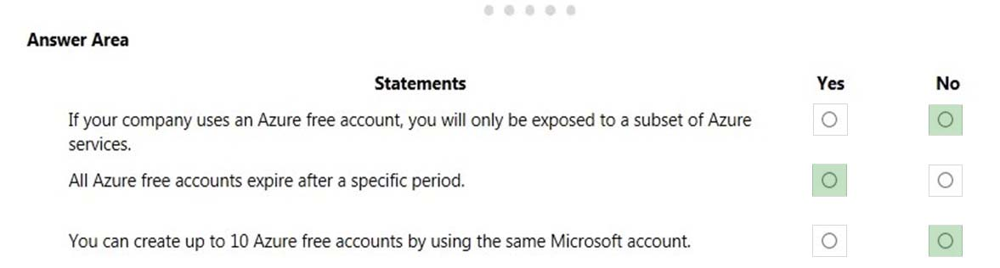 Answer Area
Statements Yes No
If your company uses an Azure free account, you will only be exposed to a subset of Azure
services.
All Azure free accounts expire after a specific period.
You can create up to 10 Azure free accounts by using the same Microsoft account.